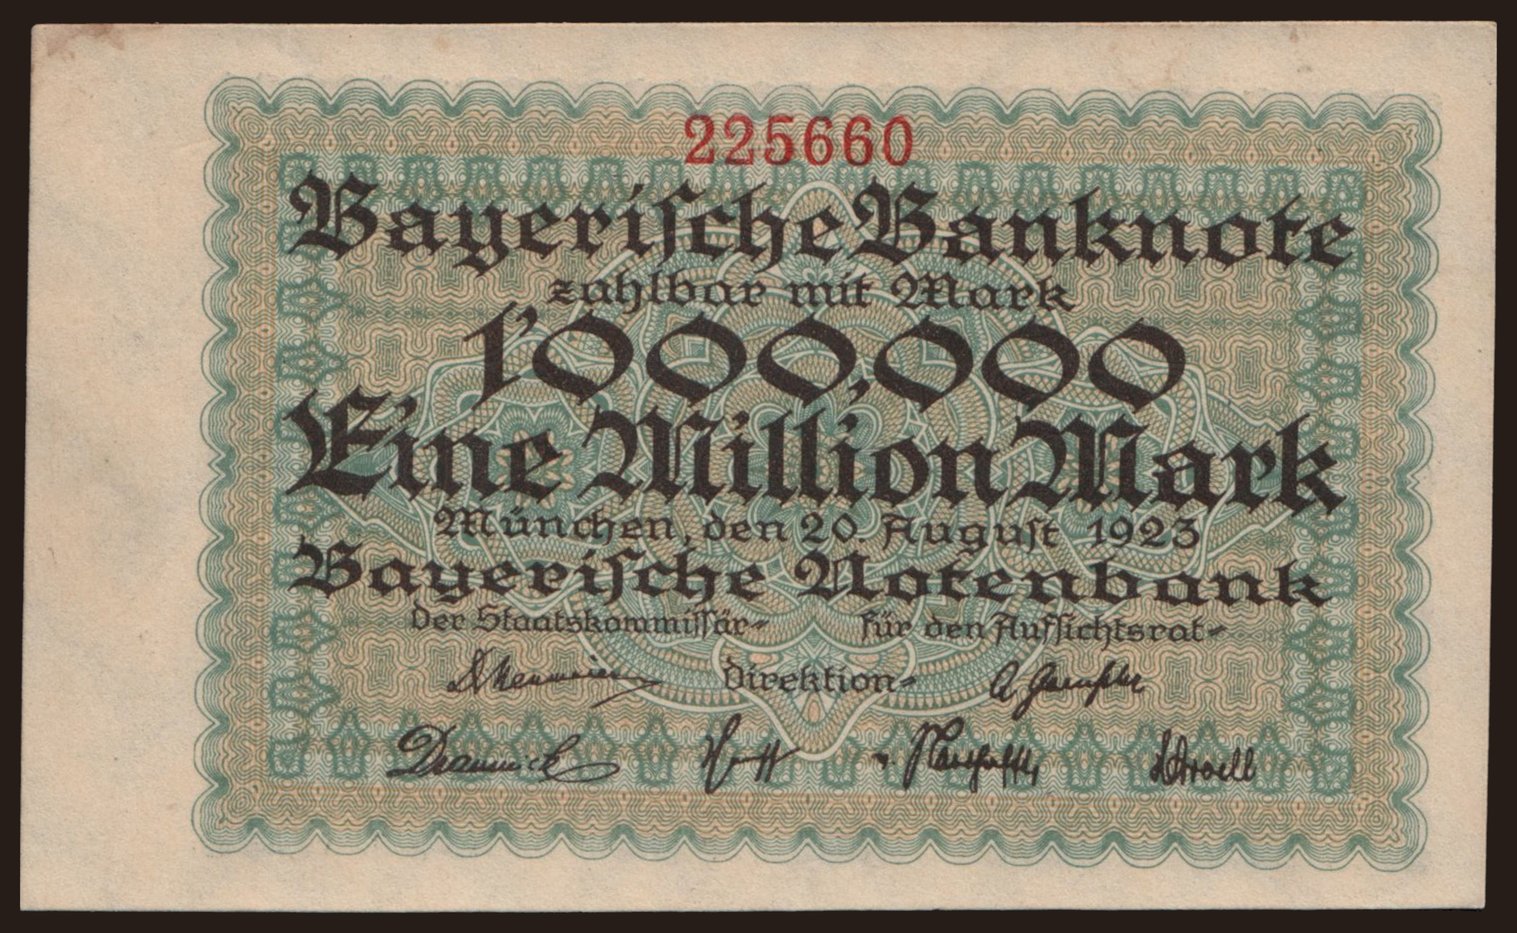 225660
Bayerische Banknote
zahlbar mit Mark
1'000,000
Eine Million Mark
München, den 20. August 1923
Bayerische Notenbank
Der Staatskommissär= für den Aufsichtsrat=
Direktion=